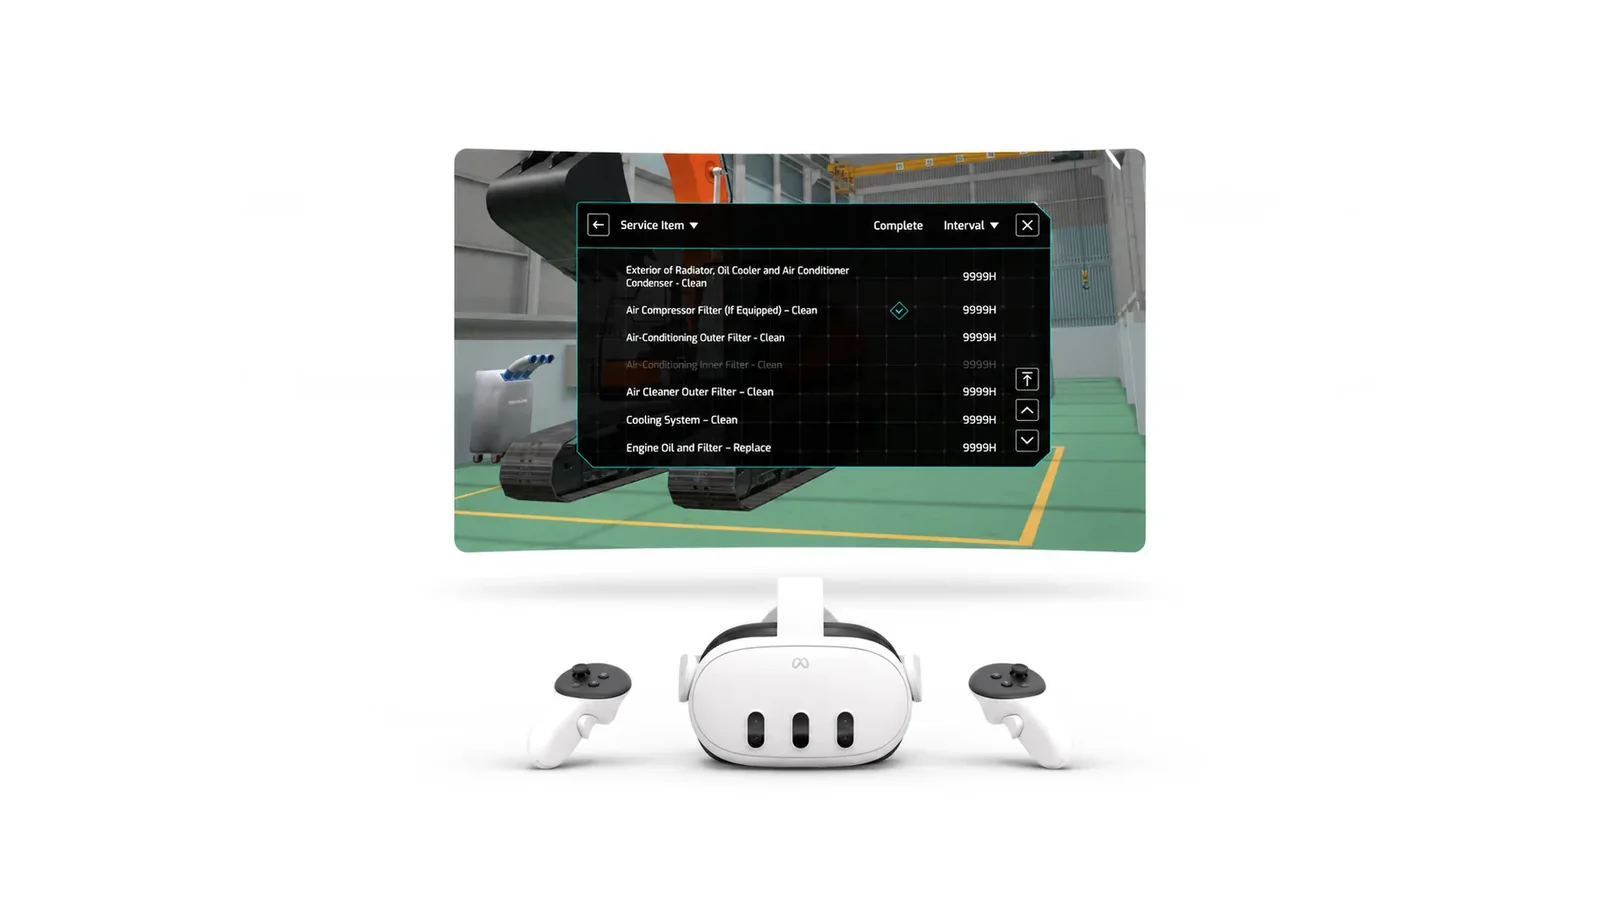 Service Item
Complete
Interval
Exterior of Radiator, Oil Cooler and Air Conditioner
Condenser - Clean
9999H
Air Compressor Filter (If Equipped) – Clean
9999H
Air-Conditioning Outer Filter - Clean
9999H
Air-Conditioning Inner Filter - Clean
9999H
Air Cleaner Outer Filter – Clean
9999H
Cooling System – Clean
9999H
Engine Oil and Filter – Replace
9999H